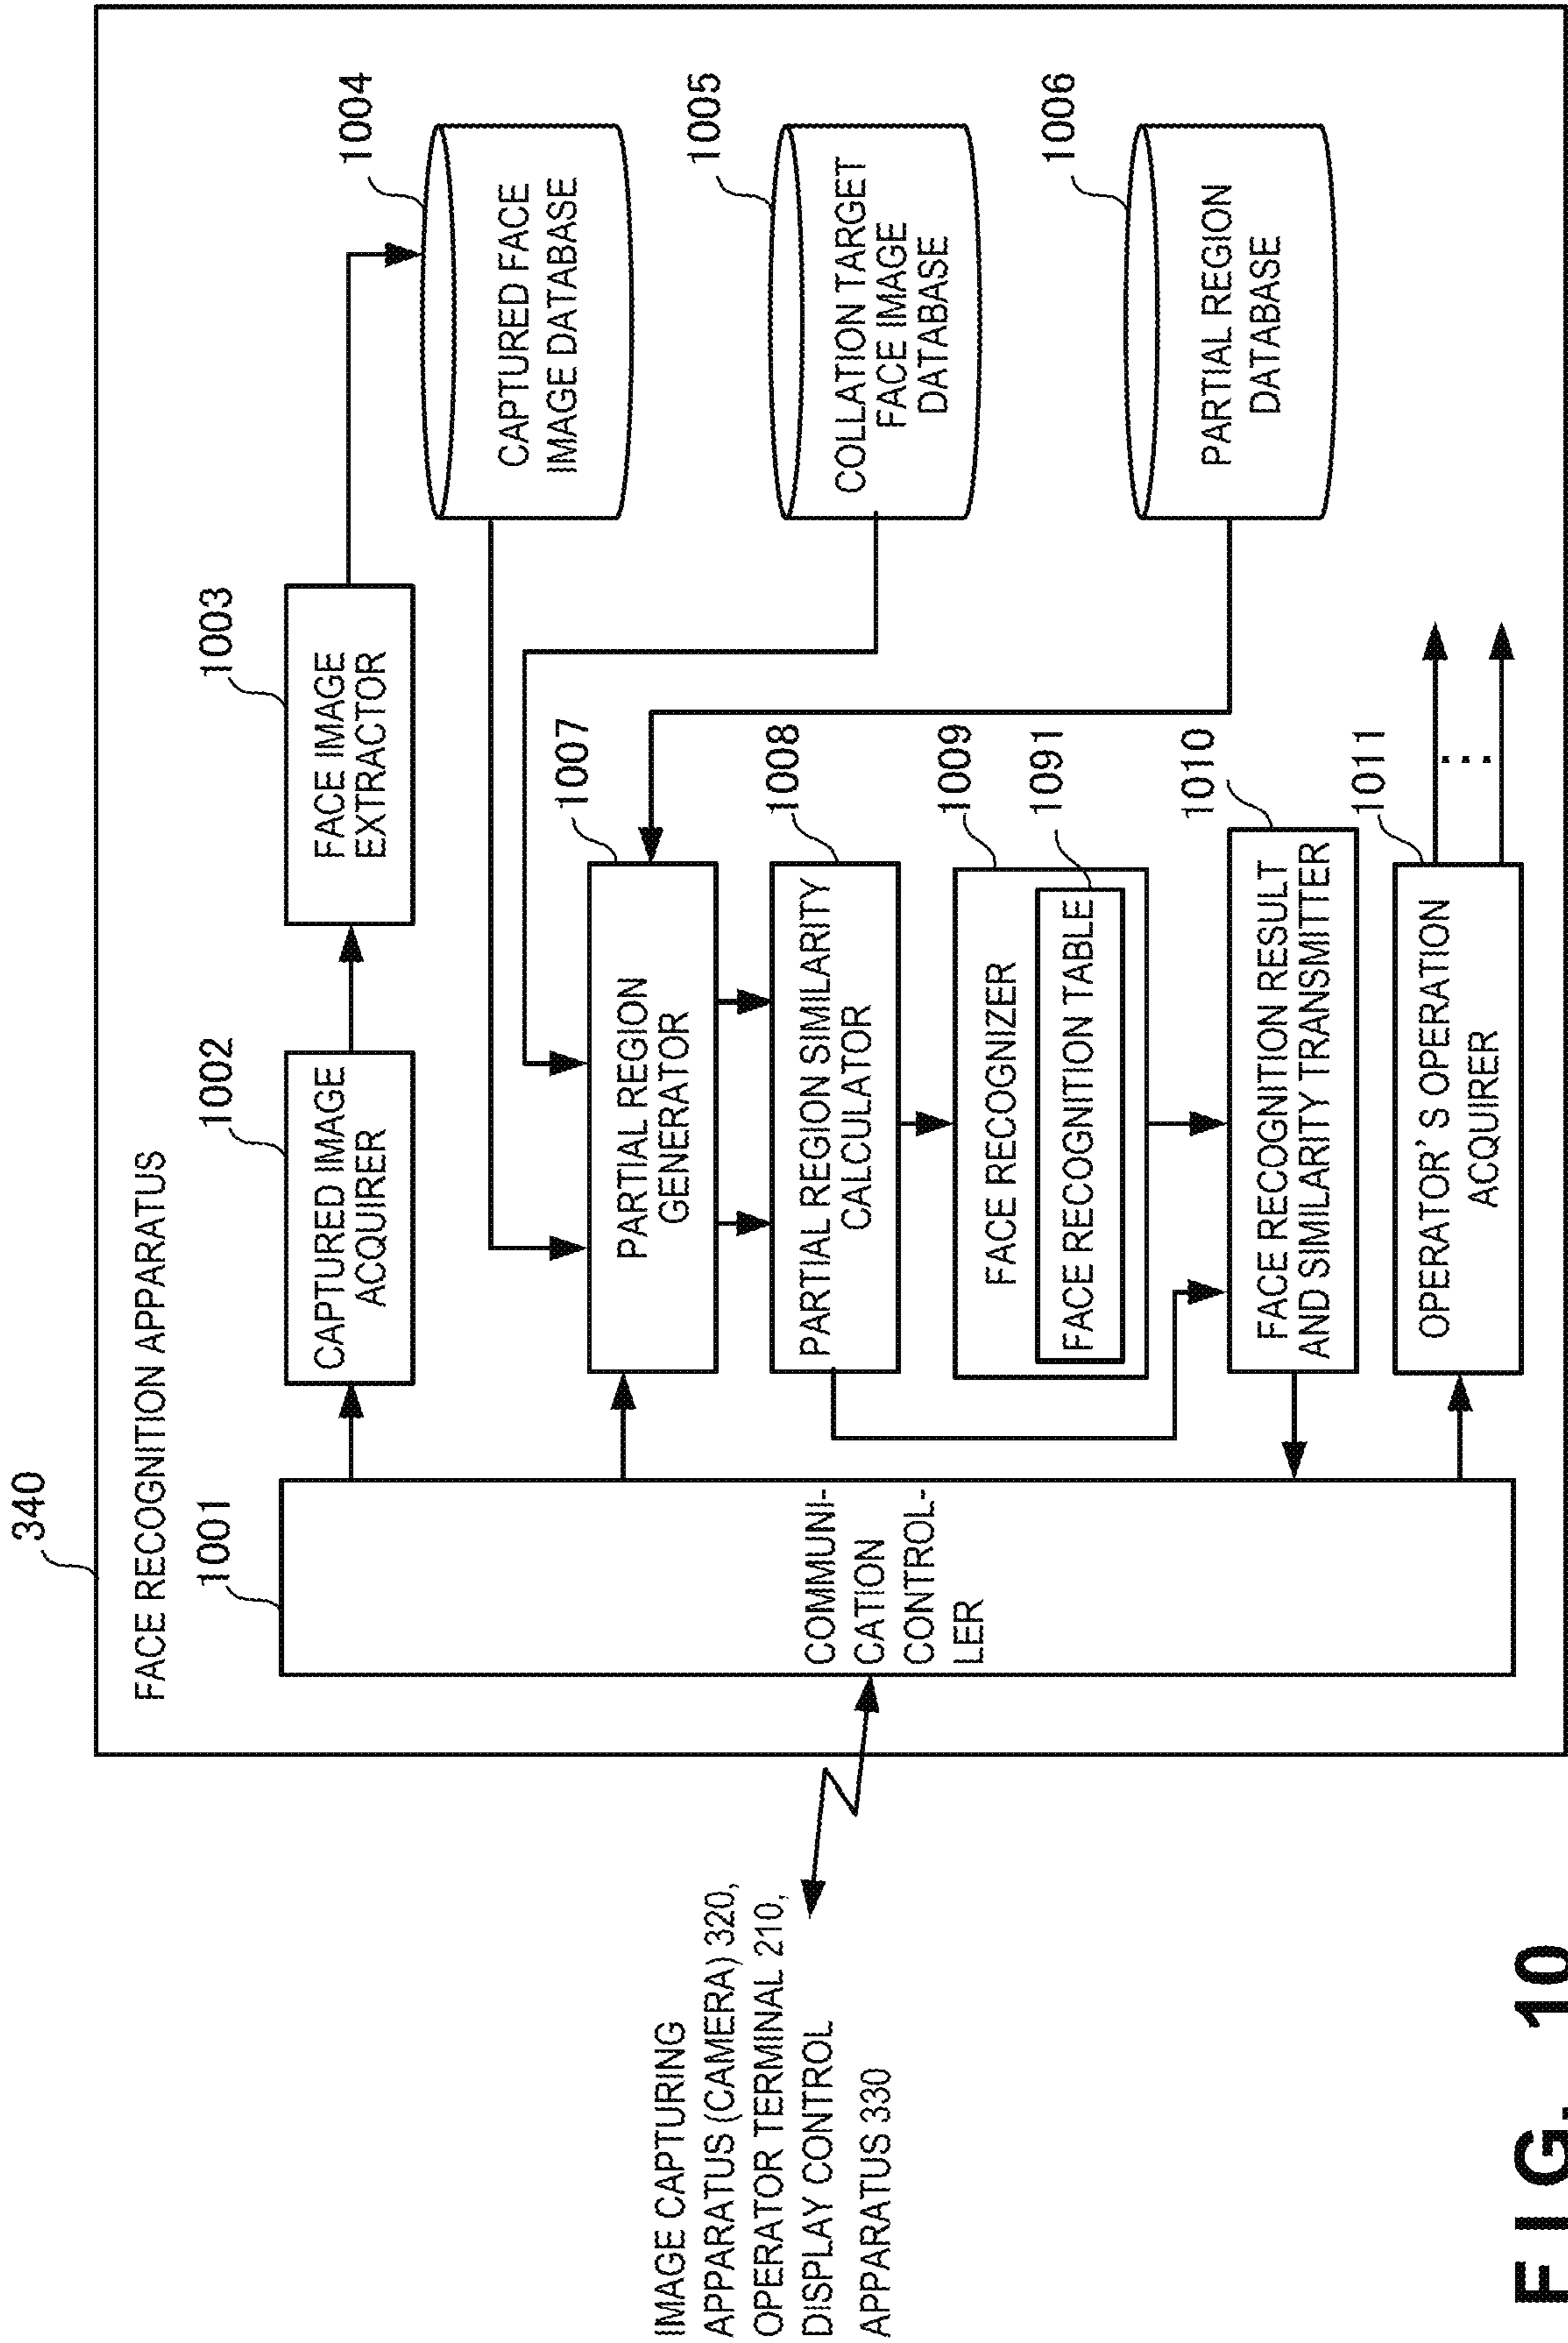 340
FACE RECOGNITION APPARATUS
1001
COMMUNI-
CATION
CONTROL-
LER
1002
CAPTURED IMAGE
ACQUIRER
1003
FACE IMAGE
EXTRACTOR
1004
CAPTURED FACE
IMAGE DATABASE
1005
COLLATION TARGET
FACE IMAGE
DATABASE
1006
PARTIAL REGION
DATABASE
1007
PARTIAL REGION
GENERATOR
1008
PARTIAL REGION SIMILARITY
CALCULATOR
1009
FACE RECOGNIZER
1091
FACE RECOGNITION TABLE
1010
FACE RECOGNITION RESULT
AND SIMILARITY TRANSMITTER
1011
OPERATOR'S OPERATION
ACQUIRER
...
IMAGE CAPTURING
APPARATUS (CAMERA) 320,
OPERATOR TERMINAL 210,
DISPLAY CONTROL
APPARATUS 330
FIG. 10